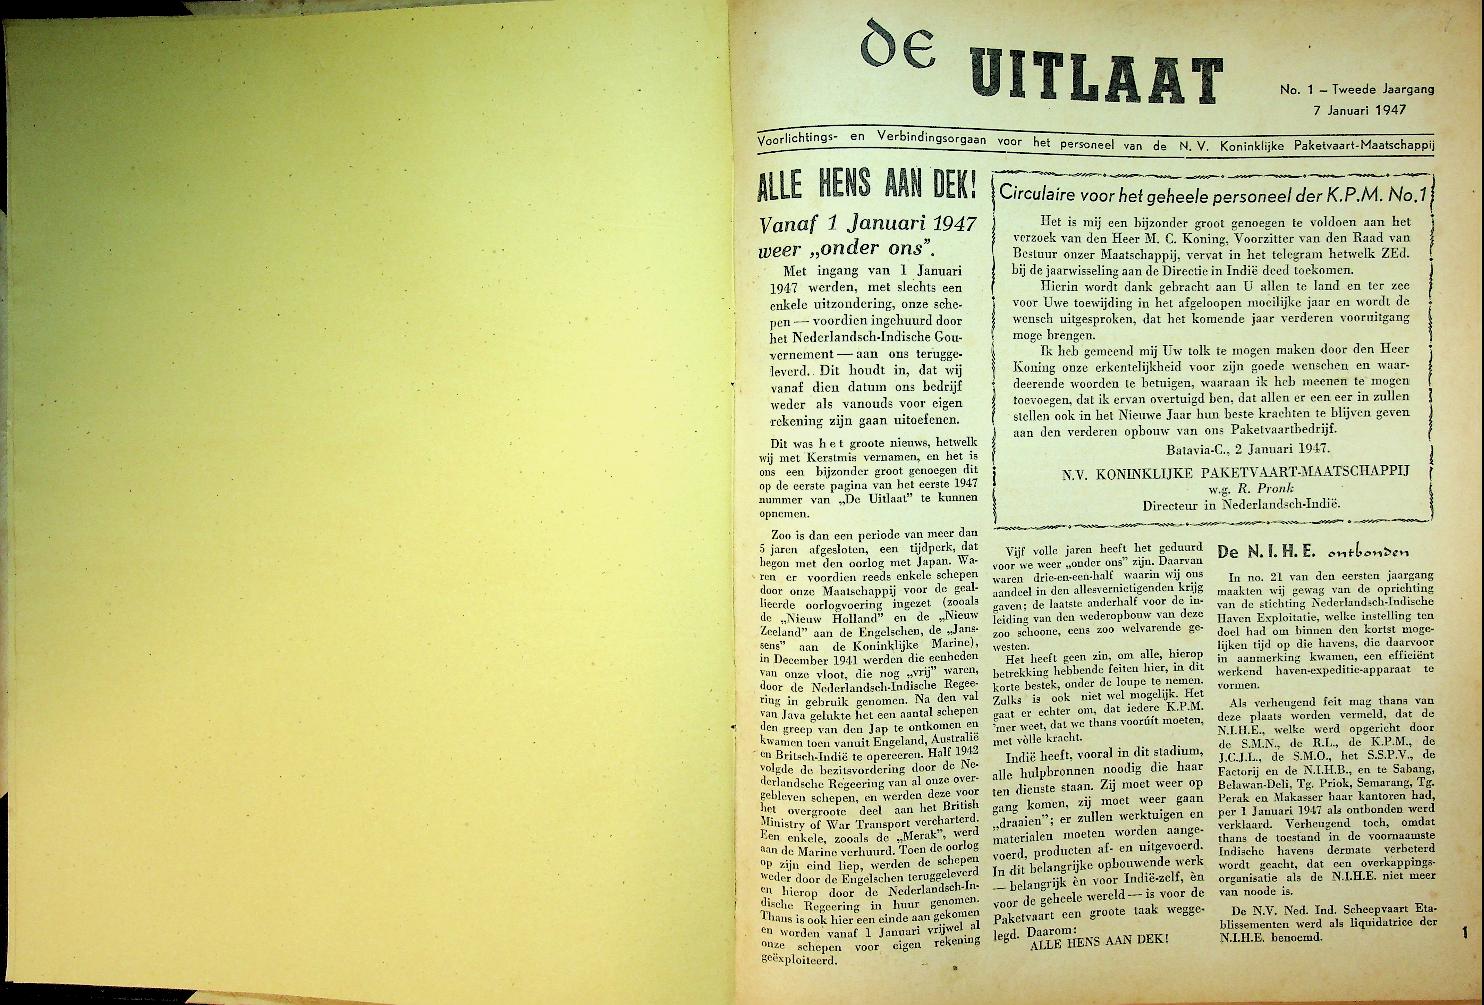 De UITLAAT
No. 1 – Tweede Jaargang
7 Januari 1947
Voorlichtings- en Verbindingsorgaan voor het personeel van de N.V. Koninklijke Paketvaart-Maatschappij
ALLE HENS AAN DEK!
Vanaf 1 Januari 1947
weer „onder ons”.
Met ingang van 1 Januari
1947 werden, met slechts een
enkele uitzondering, onze sche-
pen — voordien ingehuurd door
het Nederlandsch-Indische Gou-
vernement — aan ons terugge-
leverd. Dit houdt in, dat wij
vanaf dien datum ons bedrijf
weder als vanouds voor eigen
rekening zijn gaan uitoefenen.
Dit was h e t groote nieuws, hetwelk
wij met Kerstmis vernamen, en het is
ons een bijzonder groot genoegen dit
op de eerste pagina van het eerste 1947
nummer van „De Uitlaat” te kunnen
opnemen.
Zoo is dan een periode van meer dan
5 jaren afgesloten, een tijdperk, dat
begon met den oorlog met Japan. Wa-
ren er voordien reeds enkele schepen
door onze Maatschappij voor de geal-
lieerde oorlogvoering ingezet (zooals
de „Nieuw Holland” en de „Nieuw
Zeeland” aan de Engelschen, de „Jans-
sens” aan de Koninklijke Marine),
in December 1941 werden die eenheden
van onze vloot, die nog „vrij” waren,
door de Nederlandsch-Indische Regee-
ring in gebruik genomen. Na den val
van Java gelukte het een aantal schepen
den greep van den Jap te ontkomen en
kwamen toen vanuit Engeland, Australië
en Britsch-Indië te opereeren. Half 1942
volgde de bezitsvordering door de Ne-
derlandsche Regeering van al onze over-
gebleven schepen, en werden deze voor
het overgroote deel aan het British
Ministry of War Transport vercharterd.
Een enkele, zooals de „Merak”, werd
aan de Marine verhuurd. Toen de oorlog
op zijn eind liep, werden de schepen
weder door de Engelschen teruggeleverd
en hierop door de Nederlandsch-In-
dische Regeering in huur genomen.
Thans is ook hier een einde aan gekomen
en worden vanaf 1 Januari vrijwel al
onze schepen voor eigen rekening
geëxploiteerd.
Circulaire voor het geheele personeel der K.P.M. No.1
Het is mij een bijzonder groot genoegen te voldoen aan het
verzoek van den Heer M. C. Koning, Voorzitter van den Raad van
Bestuur onzer Maatschappij, vervat in het telegram hetwelk ZEd.
bij de jaarwisseling aan de Directie in Indië deed toekomen.
Hierin wordt dank gebracht aan U allen te land en ter zee
voor Uwe toewijding in het afgeloopen moeilijke jaar en wordt de
wensch uitgesproken, dat het komende jaar verderen vooruitgang
moge brengen.
Ik heb gemeend mij Uw tolk te mogen maken door den Heer
Koning onze erkentelijkheid voor zijn goede wenschen en waar-
deerende woorden te betuigen, waaraan ik heb meenen te mogen
toevoegen, dat ik ervan overtuigd ben, dat allen er een eer in zullen
stellen ook in het Nieuwe Jaar hun beste krachten te blijven geven
aan den verderen opbouw van ons Paketvaartbedrijf.
Batavia-C., 2 Januari 1947.
N.V. KONINKLIJKE PAKETVAART-MAATSCHAPPIJ
w.g. R. Pronk
Directeur in Nederlandsch-Indië.
Vijf volle jaren heeft het geduurd
voor we weer „onder ons” zijn. Daarvan
waren drie-en-een-half waarin wij ons
aandeel in den allesvernietigenden krijg
gaven; de laatste anderhalf voor de in-
leiding van den wederopbouw van deze
zoo schoone, eens zoo welvarende ge-
westen.
Het heeft geen zin, om alle, hierop
betrekking hebbende feiten hier, in dit
korte bestek, onder de loupe te nemen.
Zulks is ook niet wel mogelijk. Het
gaat er echter om, dat iedere K.P.M.
'mer weet, dat we thans voorúit moeten,
met vòlle kracht.
Indië heeft, vooral in dit stadium,
alle hulpbronnen noodig die haar
ten dienste staan. Zij moet weer op
gang komen, zij moet weer gaan
„draaien”; er zullen werktuigen en
materialen moeten worden aange-
voerd, producten af- en uitgevoerd.
In dit belangrijke opbouwende werk
— belangrijk èn voor Indië-zelf, èn
voor de geheele wereld — is voor de
Paketvaart een groote taak wegge-
legd. Daarom:
ALLE HENS AAN DEK!
De N.I.H.E. ontbonden
In no. 21 van den eersten jaargang
maakten wij gewag van de oprichting
van de stichting Nederlandsch-Indische
Haven Exploitatie, welke instelling ten
doel had om binnen den kortst moge-
lijken tijd op die havens, die daarvoor
in aanmerking kwamen, een efficiënt
werkend haven-expeditie-apparaat te
vormen.
Als verheugend feit mag thans van
deze plaats worden vermeld, dat de
N.I.H.E., welke werd opgericht door
de S.M.N., de R.L., de K.P.M., de
J.C.J.L., de S.M.O., het S.S.P.V., de
Factorij en de N.I.H.B., en te Sabang,
Belawan-Deli, Tg. Priok, Semarang, Tg.
Perak en Makasser haar kantoren had,
per 1 Januari 1947 als ontbonden werd
verklaard. Verheugend toch, omdat
thans de toestand in de voornaamste
Indische havens dermate verbeterd
wordt geacht, dat een overkappings-
organisatie als de N.I.H.E. niet meer
van noode is.
De N.V. Ned. Ind. Scheepvaart Eta-
blissementen werd als liquidatrice der
N.I.H.E. benoemd.
1